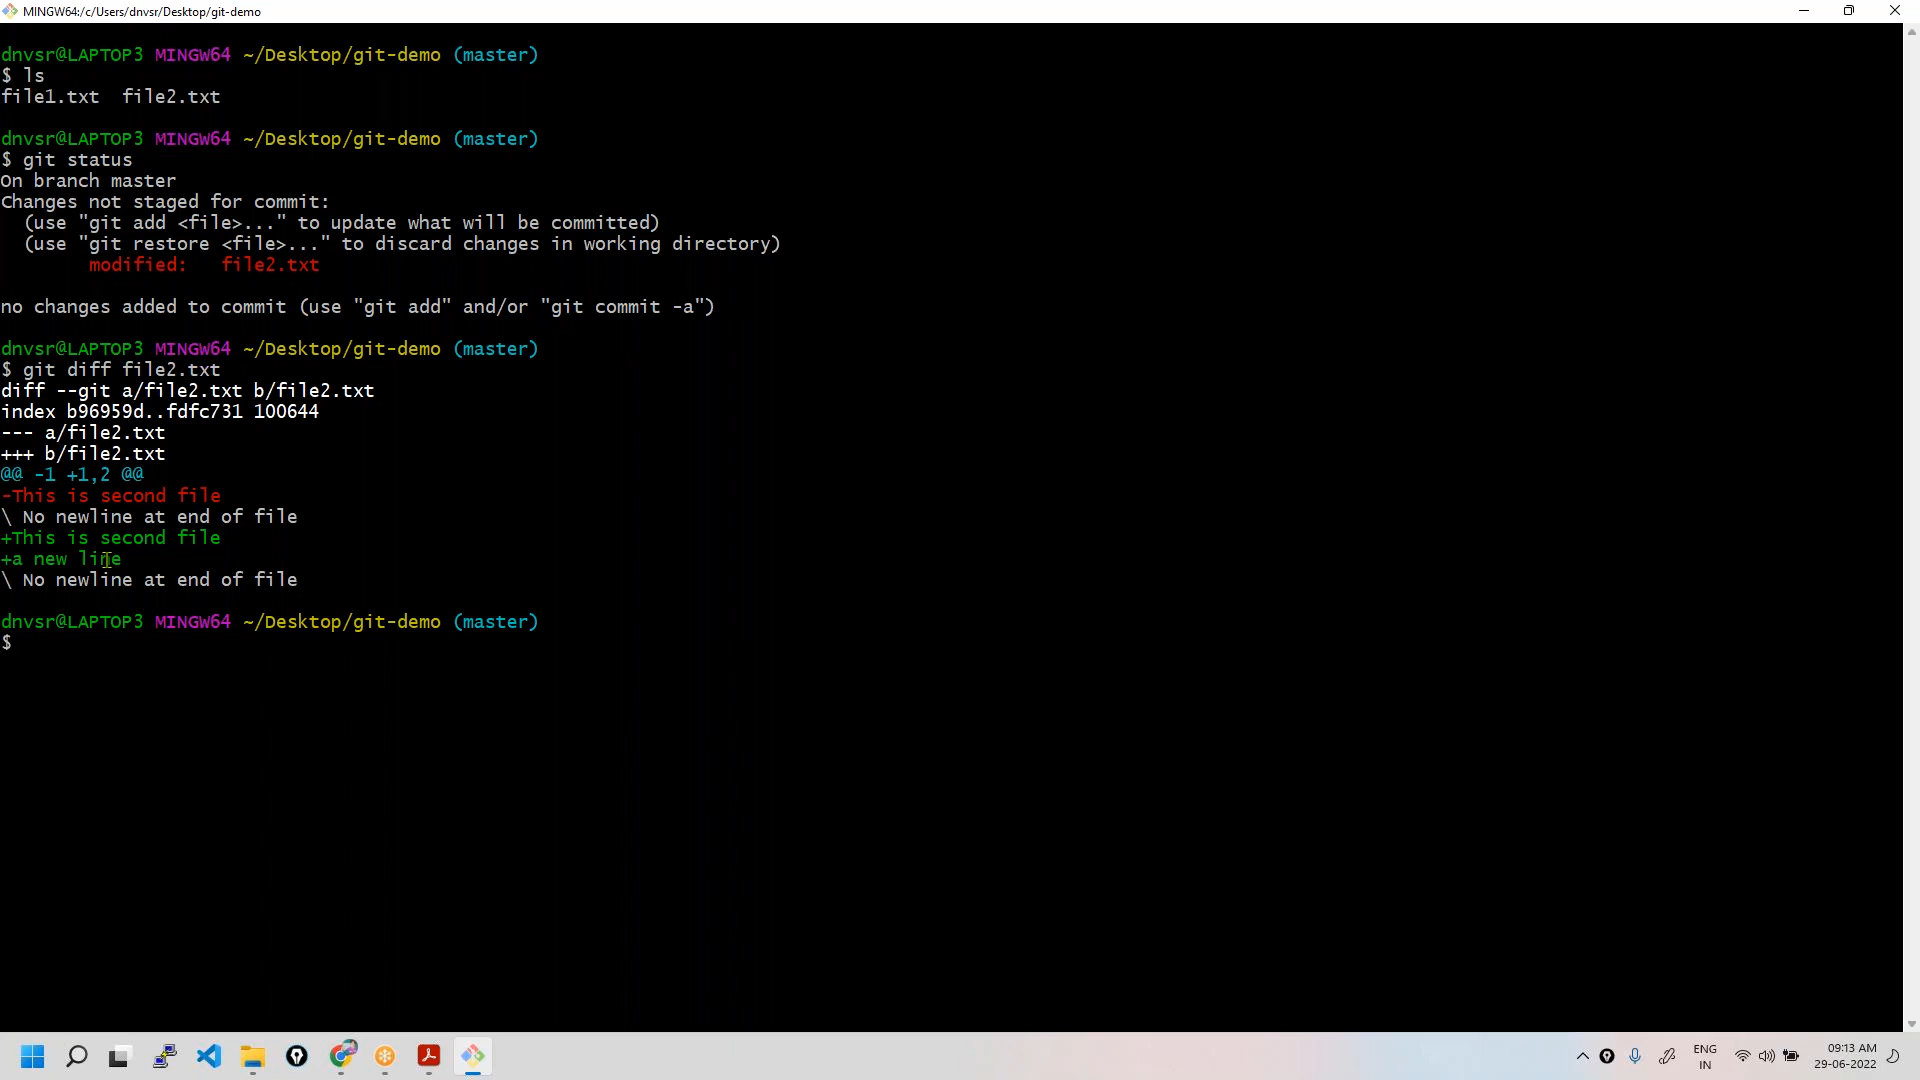 MINGW64:/c/Users/dnvsr/Desktop/git-demo
dnvsr@LAPTOP3 MINGW64 ~/Desktop/git-demo (master)
$ ls
file1.txt  file2.txt
dnvsr@LAPTOP3 MINGW64 ~/Desktop/git-demo (master)
$ git status
On branch master
Changes not staged for commit:
  (use "git add <file>..." to update what will be committed)
  (use "git restore <file>..." to discard changes in working directory)
        modified:   file2.txt
no changes added to commit (use "git add" and/or "git commit -a")
dnvsr@LAPTOP3 MINGW64 ~/Desktop/git-demo (master)
$ git diff file2.txt
diff --git a/file2.txt b/file2.txt
index b96959d..fdfc731 100644
--- a/file2.txt
+++ b/file2.txt
@@ -1 +1,2 @@
-This is second file
\ No newline at end of file
+This is second file
+a new line
\ No newline at end of file
dnvsr@LAPTOP3 MINGW64 ~/Desktop/git-demo (master)
$
ENG
IN
09:13 AM
29-06-2022